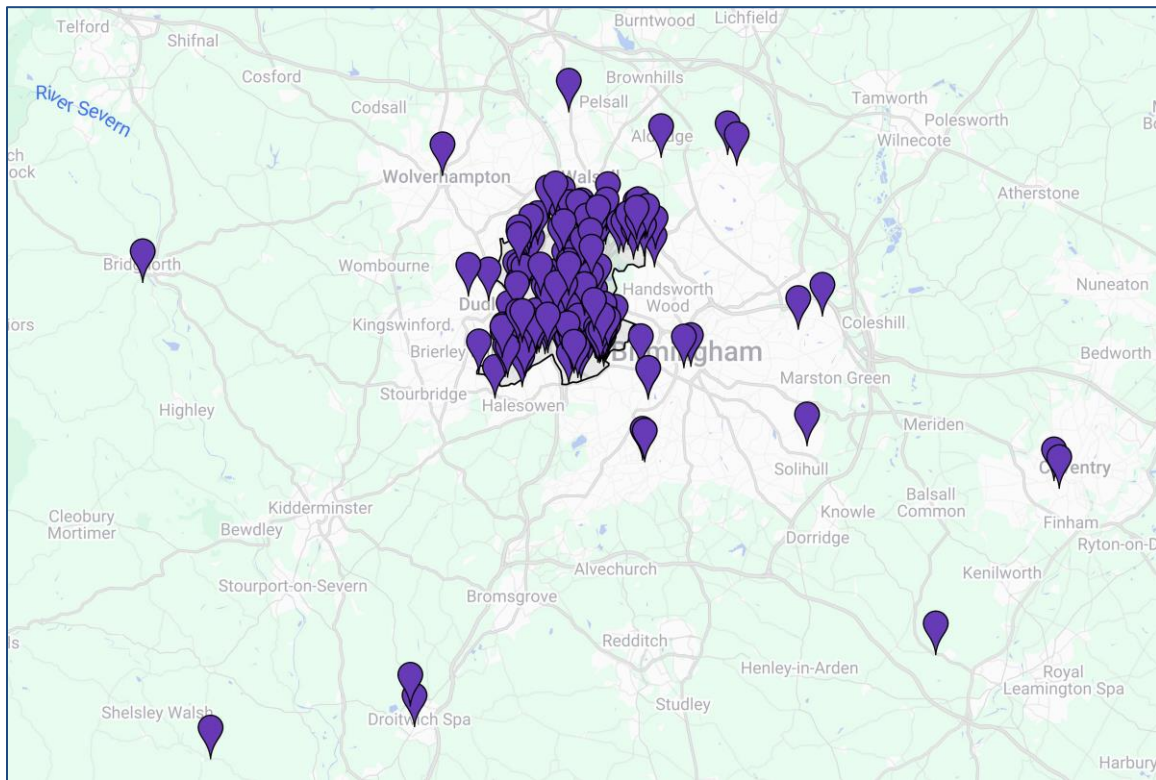 Telford
Shifnal
Burntwood
Lichfield
Cosford
Codsall
Brownhills
Pelsall
Tamworth
Polesworth
Wilnecote
River Severn
Wolverhampton
Atherstone
Bridgnorth
Wombourne
Handsworth
Wood
Nuneaton
Kingswinford
Coleshill
Brierley
Birmingham
Bedworth
Stourbridge
Marston Green
Highley
Halesowen
Meriden
Solihull
Coventry
Cleobury
Mortimer
Kidderminster
Bewdley
Knowle
Balsall
Common
Finham
Dorridge
Ryton-on-D
Stourport-on-Severn
Alvechurch
Kenilworth
Bromsgrove
Redditch
Henley-in-Arden
Royal
Leamington Spa
Shelsley Walsh
Droitwich Spa
Studley
Harbury